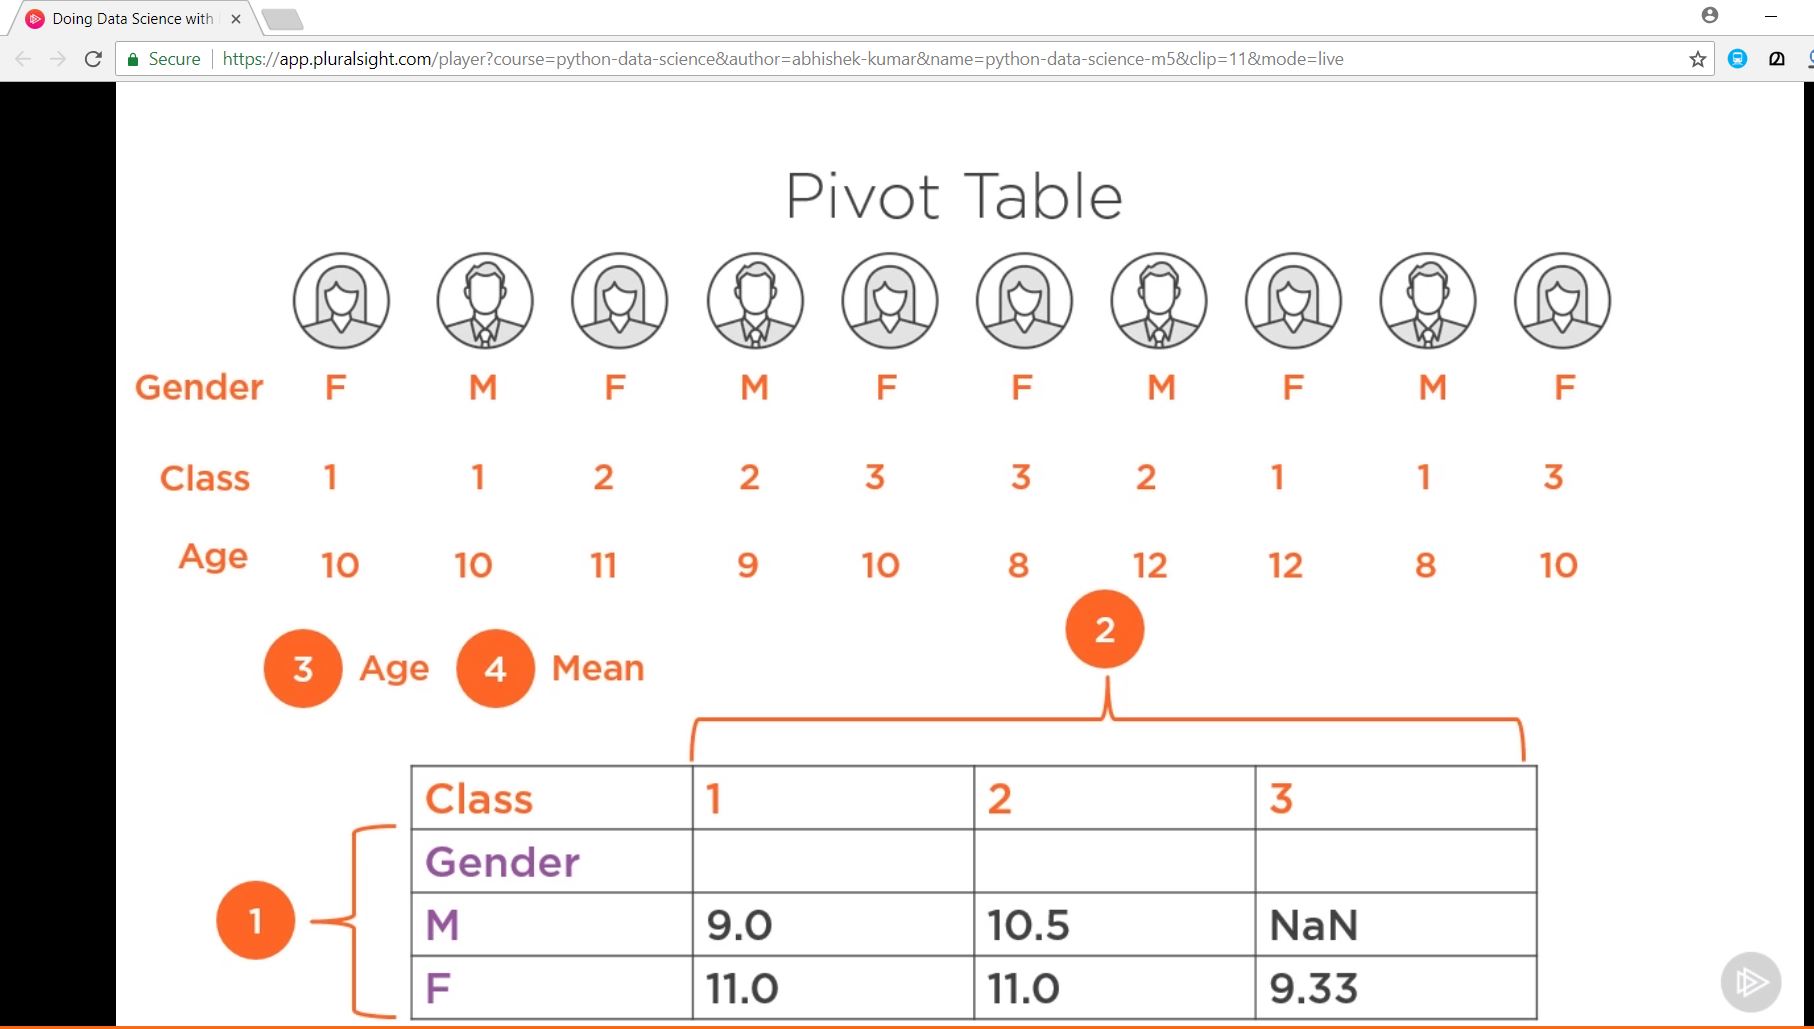 Doing Data Science with
Secure https://app.pluralsight.com/player?course=python-data-science&author=abhishek-kumar&name=python-data-science-m5&clip=11&mode=live
Pivot Table
Gender F M F M F F M F M F
Class 1 1 2 2 3 3 2 1 1 3
Age 10 10 11 9 10 8 12 12 8 10
2
3 Age 4 Mean
Class 1 2 3
Gender
1
M 9.0 10.5 NaN
F 11.0 11.0 9.33